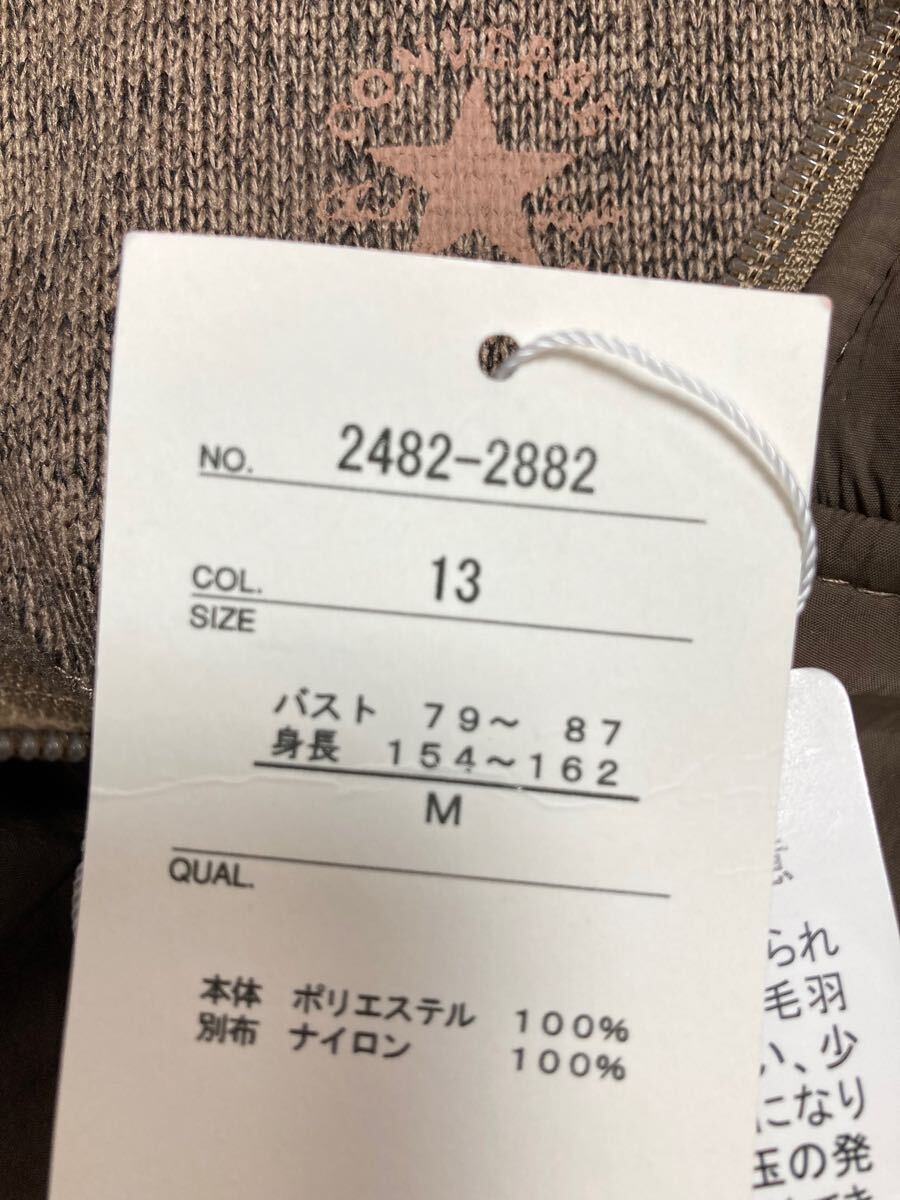 CONVERSE
NO. 2482-2882
COL. 13
SIZE
バスト 79～ 87
身長 154～162
M
QUAL.
本体 ポリエステル 100%
別布 ナイロン 100%
られ
毛羽
い、少
になり
玉の発